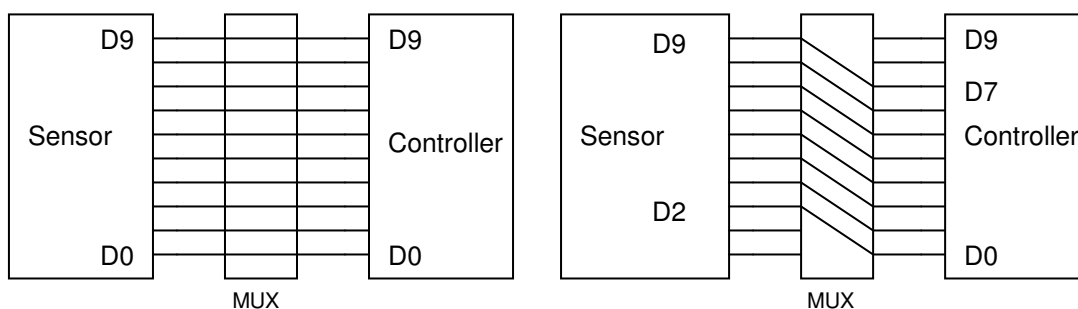 D9
D9
Sensor
Controller
D0
D0
MUX
D9
D9
D7
Sensor
Controller
D2
D0
MUX